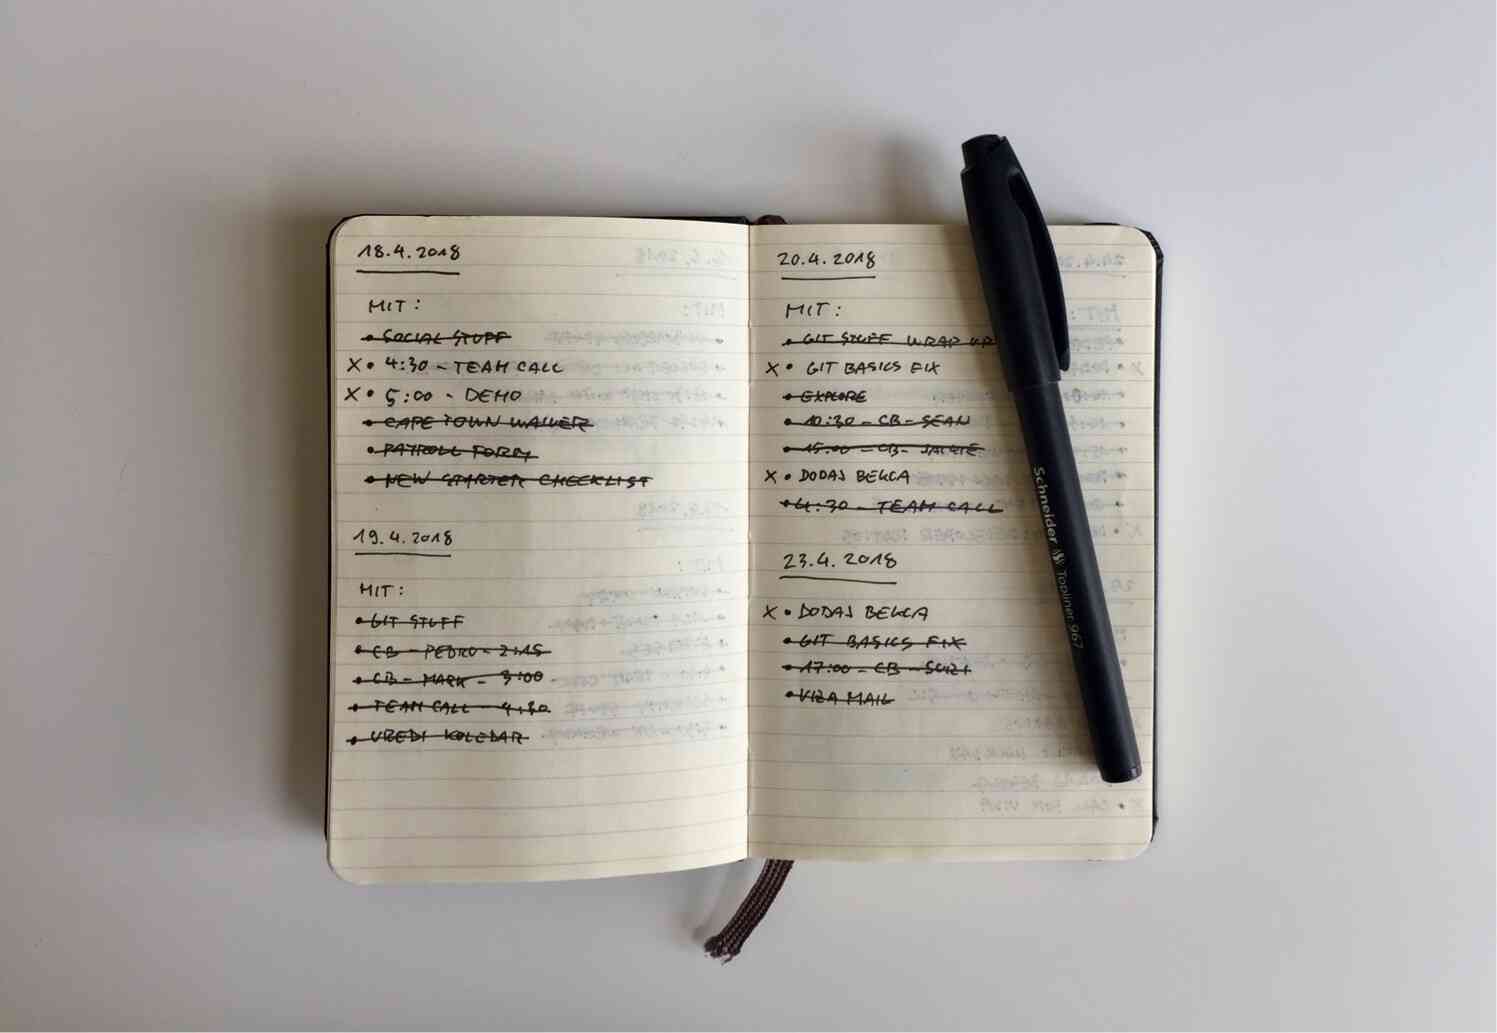 18.4.2018
MIT:
• SOCIAL STUFF
X • 4:30 - TEAM CALL
X • 5:00 - DEMO
• CAPE TOWN WALKER
• PAYROLL FORM
• NEW STARTER CHECKLIST
19.4.2018
MIT:
• GIT STUFF
• CB - PEDRO - 2:15
• CB - MARK - 3:00
• TEAM CALL - 4:30
• UREDI KOLEDAR
20.4.2018
MIT:
• GIT STUFF WRAP UP
X • GIT BASICS FIX
• EXPLORE
• 10:30 - CB - SEAN
• 15:00 - CB - JACKIE
X • DODAJ BELCA
• 4:30 - TEAM CALL
23.4.2018
X • DODAJ BELCA
• GIT BASICS FIX
• 17:00 - CB - SUZI
• VIZA MAIL
Schneider Topliner 967